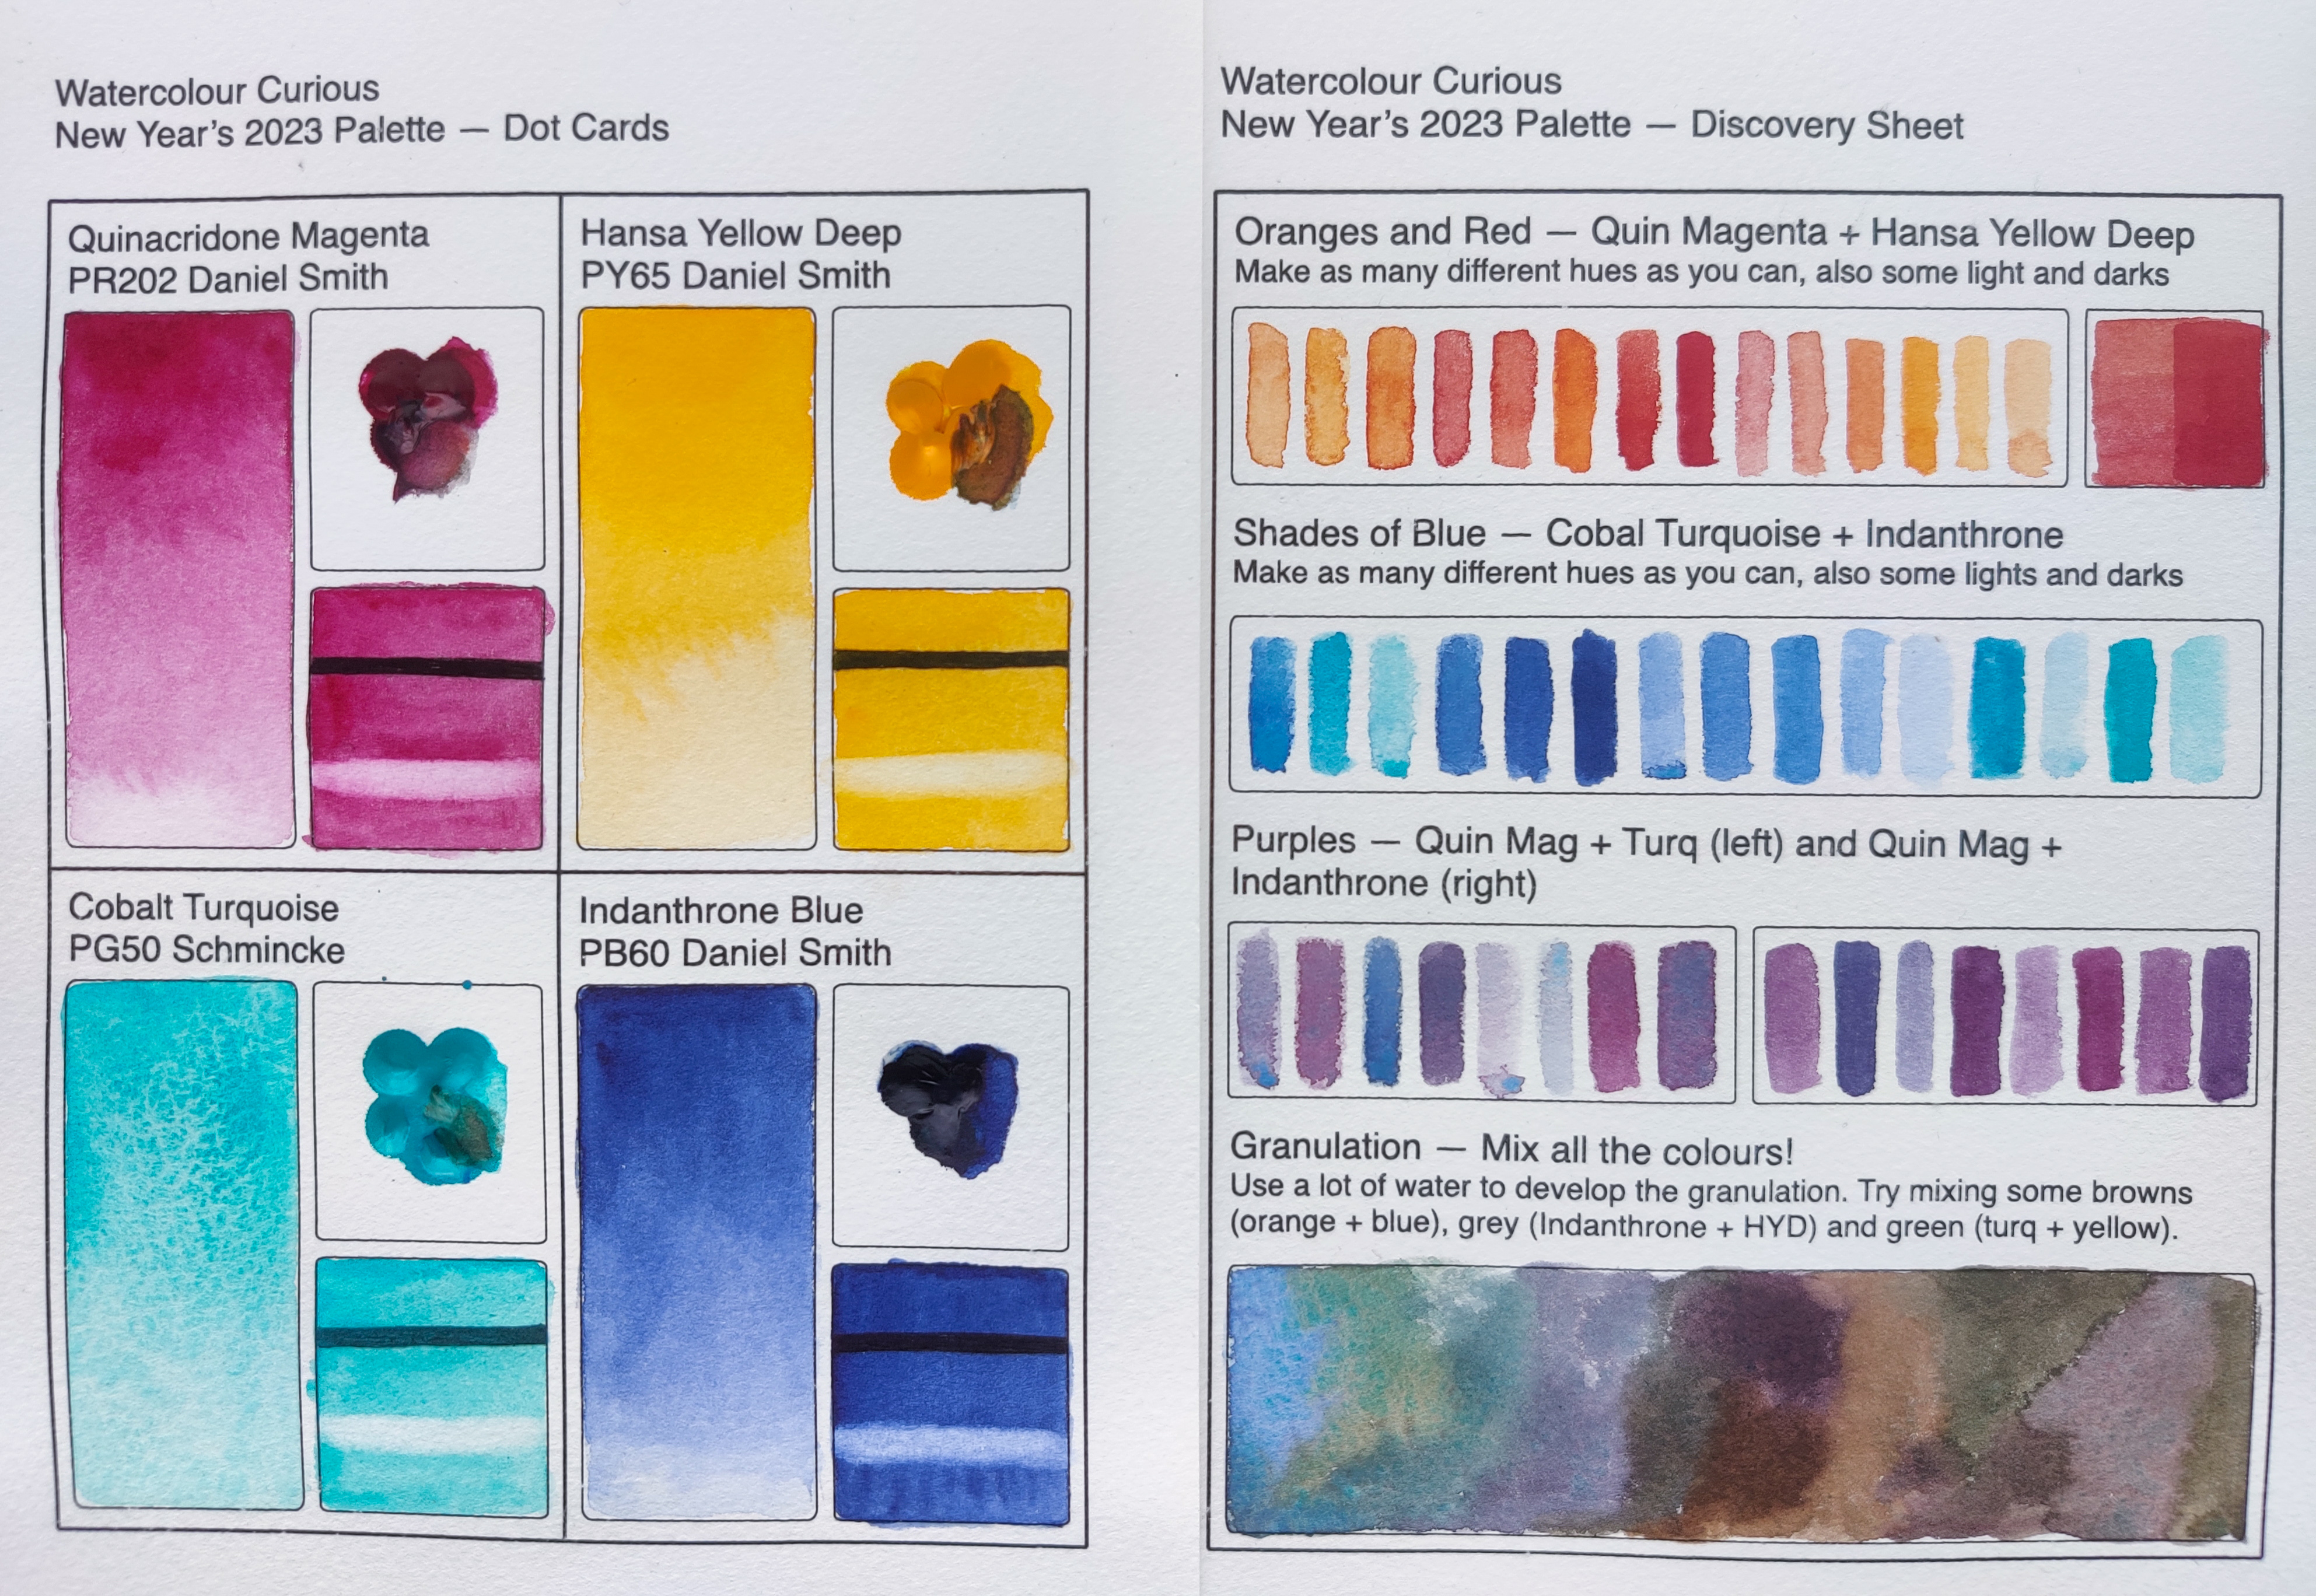 Watercolour Curious
New Year's 2023 Palette — Dot Cards
Quinacridone Magenta
PR202 Daniel Smith
Hansa Yellow Deep
PY65 Daniel Smith
Cobalt Turquoise
PG50 Schmincke
Indanthrone Blue
PB60 Daniel Smith
Watercolour Curious
New Year's 2023 Palette — Discovery Sheet
Oranges and Red — Quin Magenta + Hansa Yellow Deep
Make as many different hues as you can, also some light and darks
Shades of Blue — Cobal Turquoise + Indanthrone
Make as many different hues as you can, also some lights and darks
Purples — Quin Mag + Turq (left) and Quin Mag +
Indanthrone (right)
Granulation — Mix all the colours!
Use a lot of water to develop the granulation. Try mixing some browns
(orange + blue), grey (Indanthrone + HYD) and green (turq + yellow).